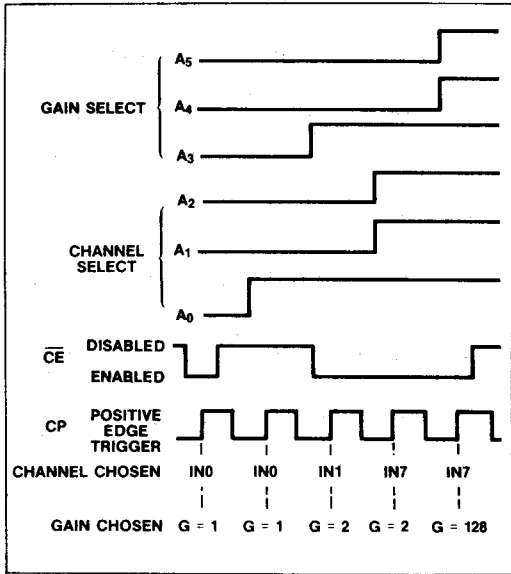 A5
GAIN SELECT
A4
A3
A2
CHANNEL
SELECT
A1
A0
CE DISABLED
ENABLED
CP POSITIVE
EDGE
TRIGGER
CHANNEL CHOSEN IN0 IN0 IN1 IN7 IN7
GAIN CHOSEN G = 1 G = 1 G = 2 G = 2 G = 128